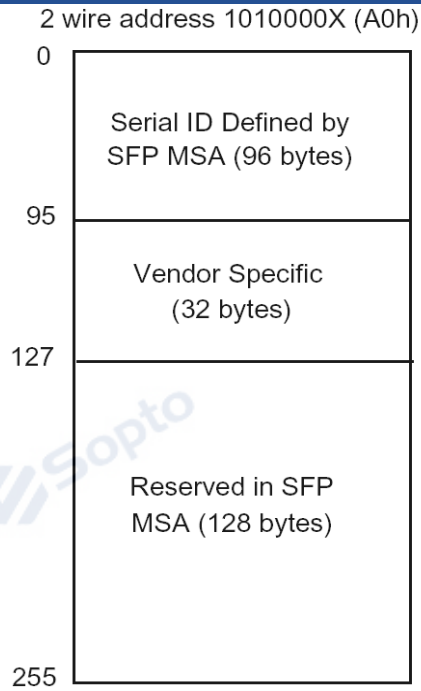 2 wire address 1010000X (A0h)
0
Serial ID Defined by
SFP MSA (96 bytes)
95
Vendor Specific
(32 bytes)
127
Sopto
Reserved in SFP
MSA (128 bytes)
255